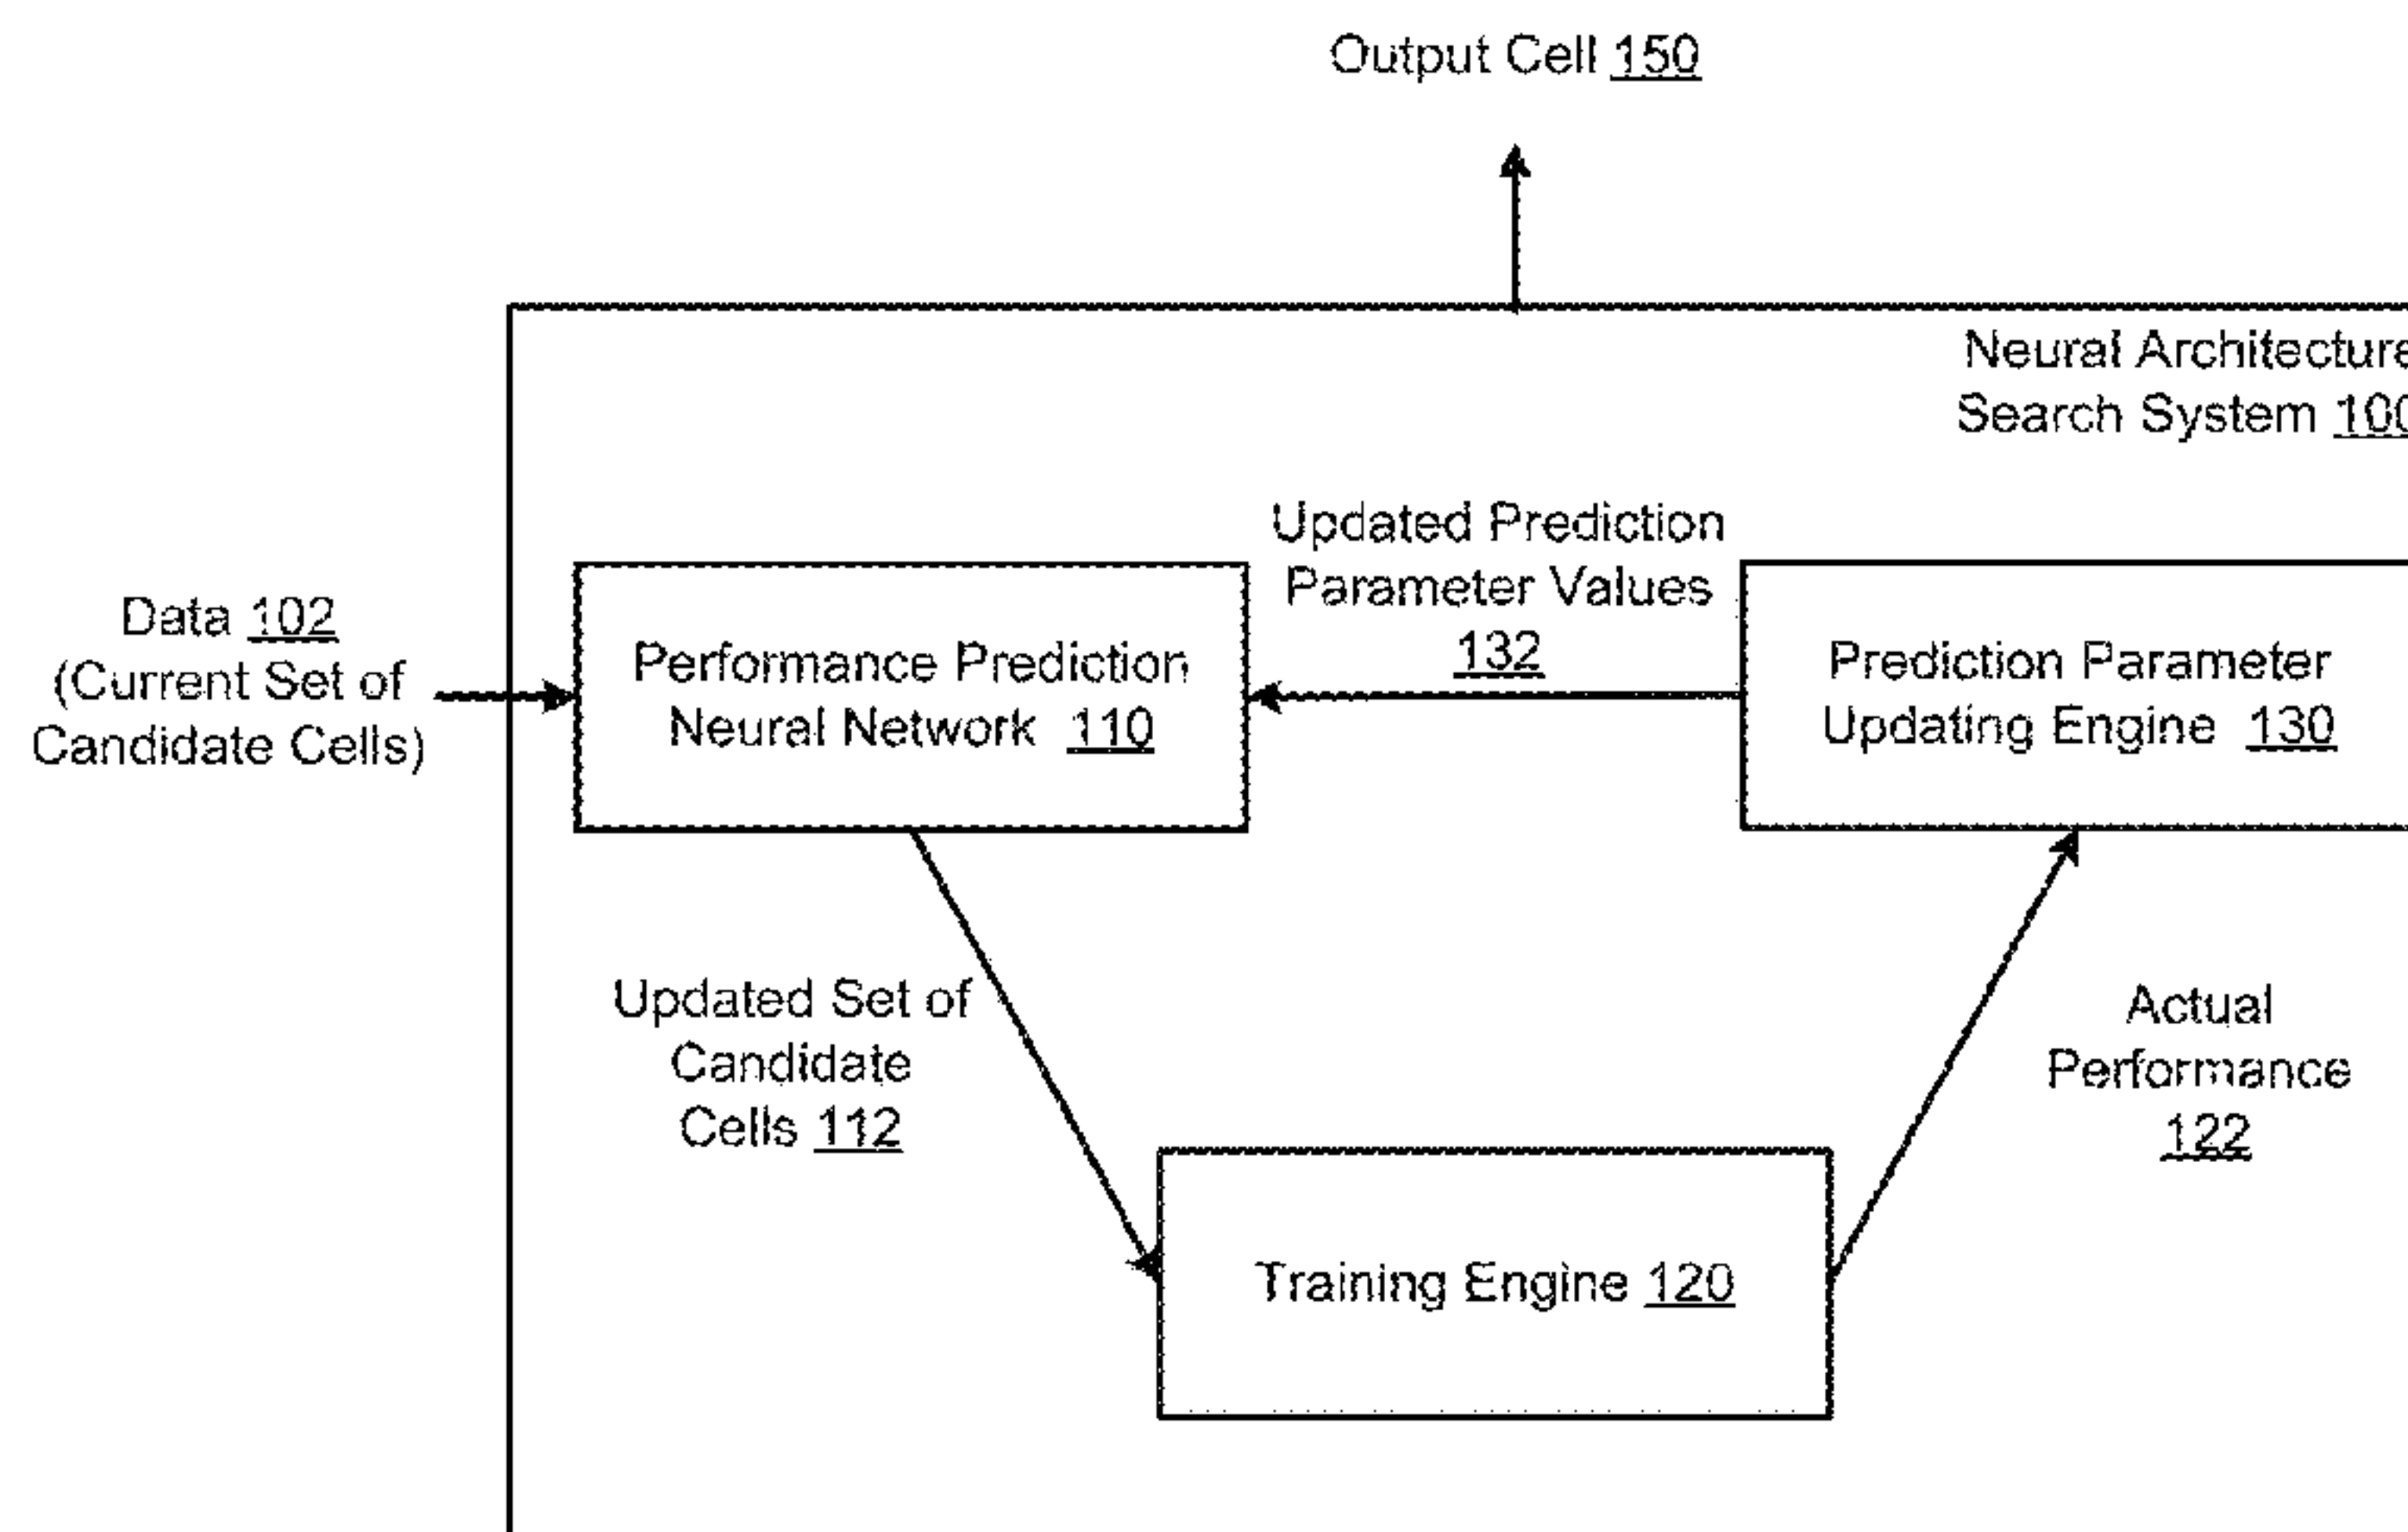 Output Cell 150
Neural Architecture
Search System 100
Updated Prediction
Parameter Values
132
Data 102
(Current Set of
Candidate Cells)
Performance Prediction
Neural Network 110
Prediction Parameter
Updating Engine 130
Updated Set of
Candidate
Cells 112
Actual
Performance
122
Training Engine 120